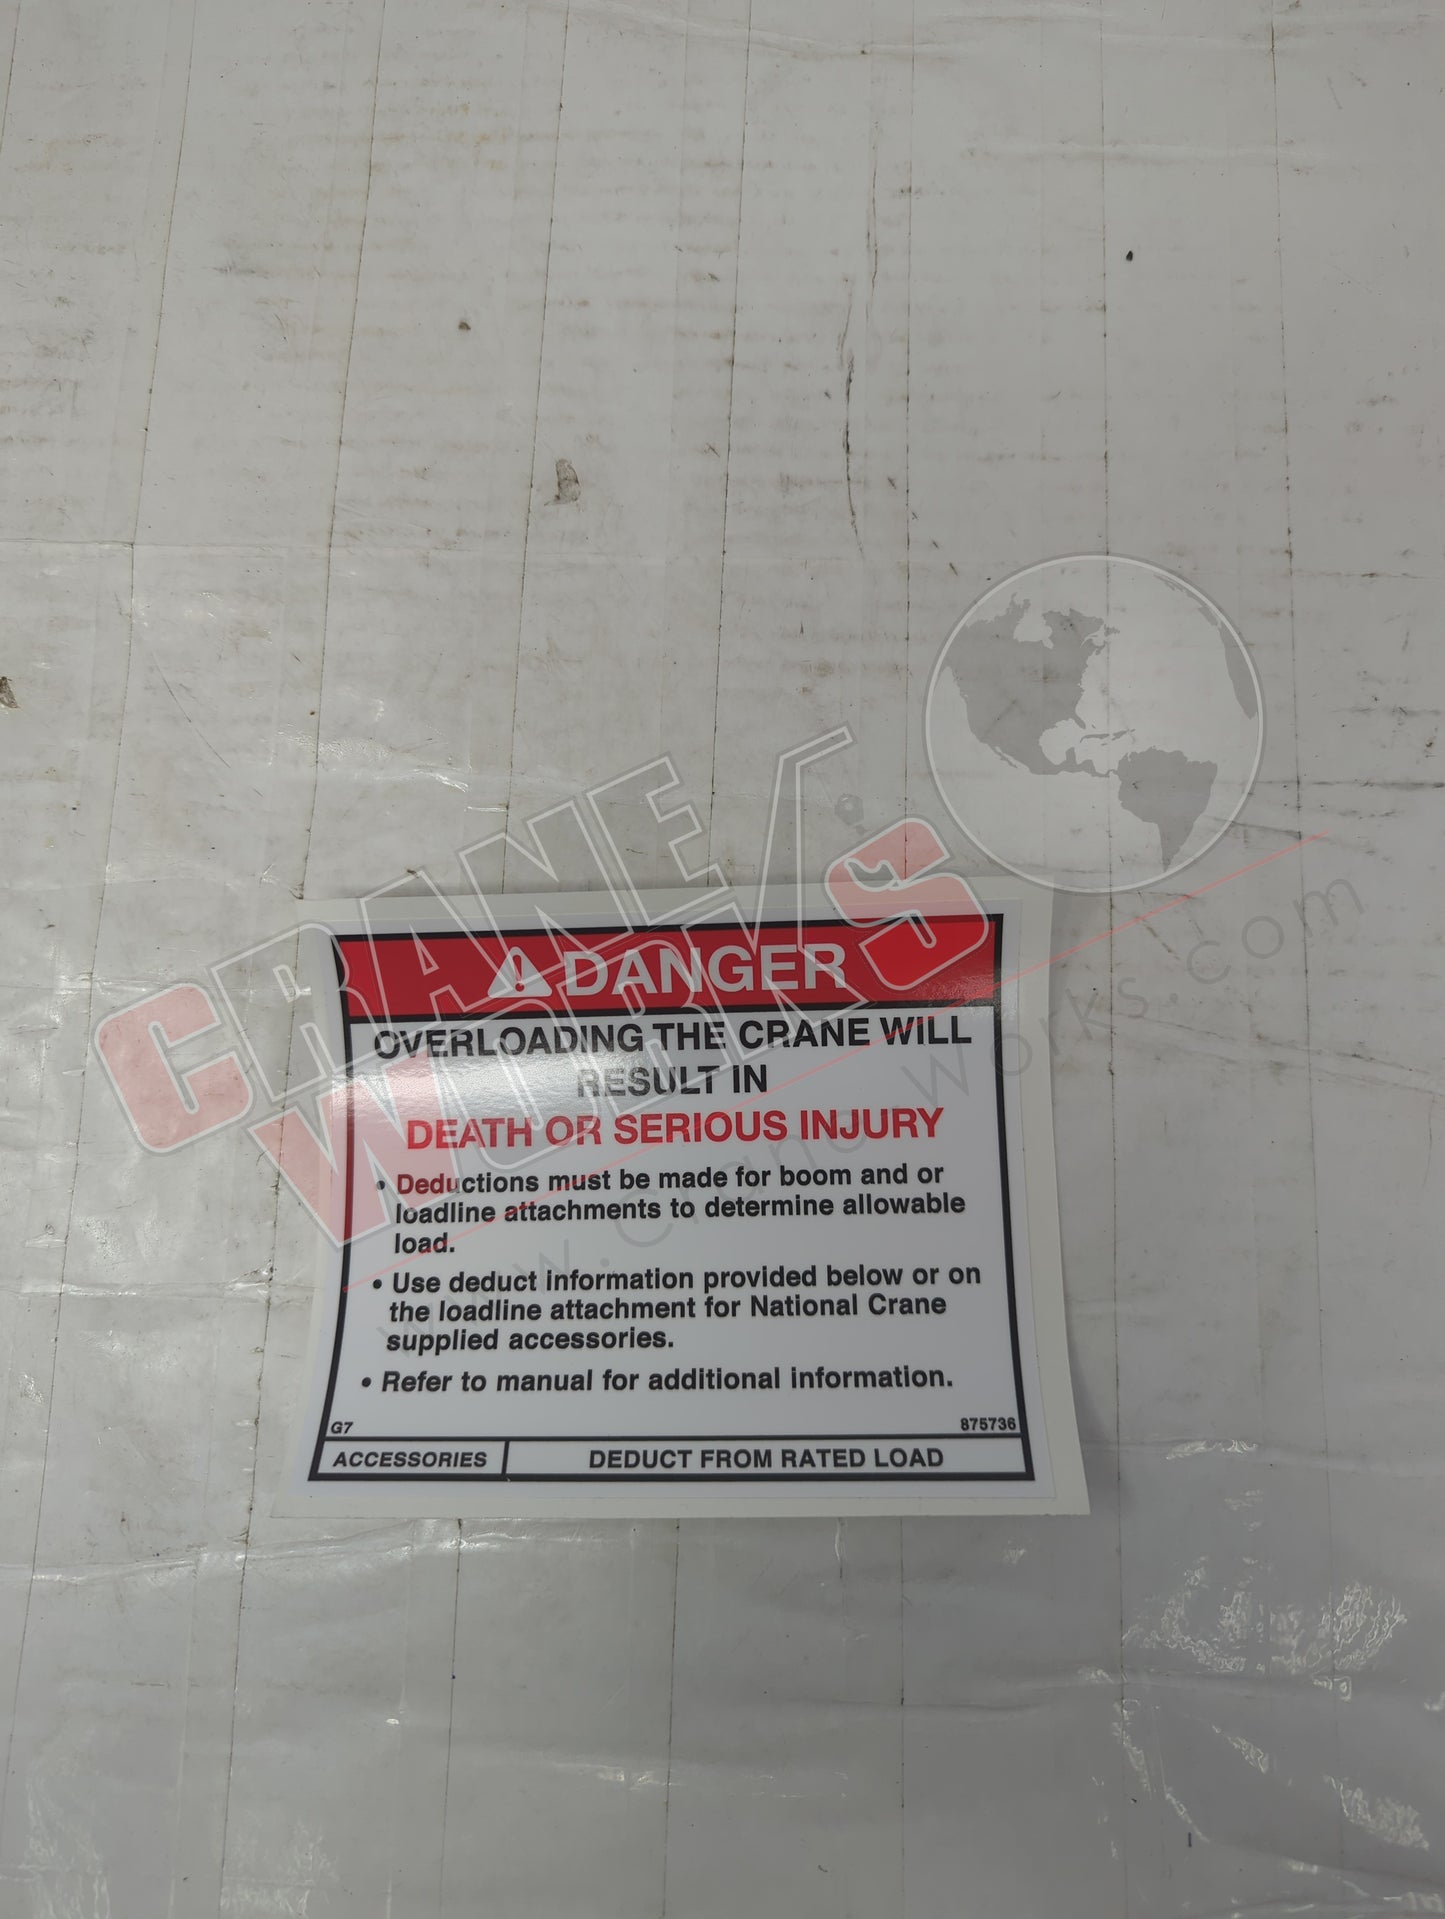 CRANE
WORKS
www.craneworks.com
DANGER
OVERLOADING THE CRANE WILL
RESULT IN
DEATH OR SERIOUS INJURY
• Deductions must be made for boom and or
loadline attachments to determine allowable
load.
• Use deduct information provided below or on
the loadline attachment for National Crane
supplied accessories.
• Refer to manual for additional information.
G7 875736
ACCESSORIES DEDUCT FROM RATED LOAD